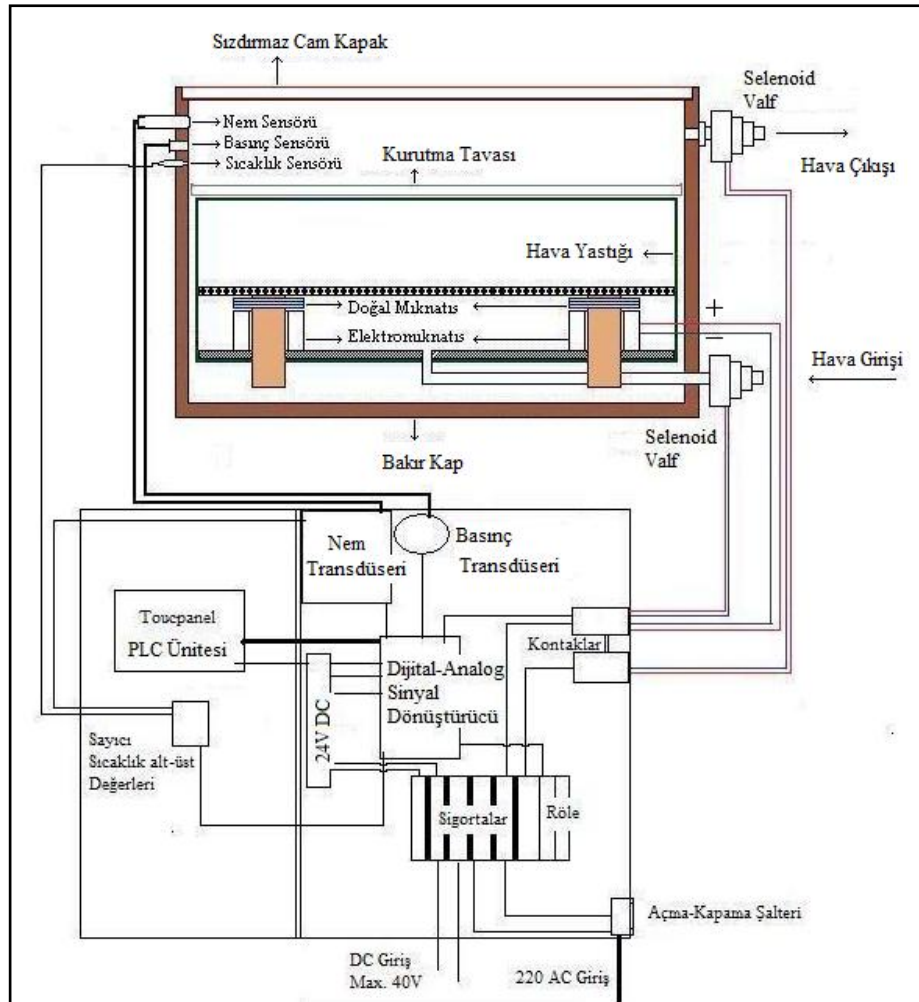 Sızdırmaz Cam Kapak
Selenoid
Valf
Nem Sensörü
Basınç Sensörü
Sıcaklık Sensörü
Kurutma Tavası
Hava Çıkışı
Hava Yastığı
Doğal Mıknatıs
+
Elektromıknatıs
–
Hava Girişi
Selenoid
Valf
Bakır Kap
Nem
Transdüseri
Basınç
Transdüseri
Toucpanel
PLC Ünitesi
Kontaklar
Dijital-Analog
Sinyal
Dönüştürücü
24V DC
Sayıcı
Sıcaklık alt-üst
Değerleri
Sigortalar
Röle
Açma-Kapama Şalteri
DC Giriş
Max. 40V
220 AC Giriş